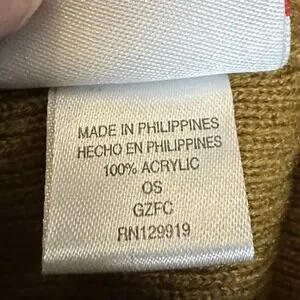 MADE IN PHILIPPINES
HECHO EN PHILIPPINES
100% ACRYLIC
OS
GZFC
RN129919